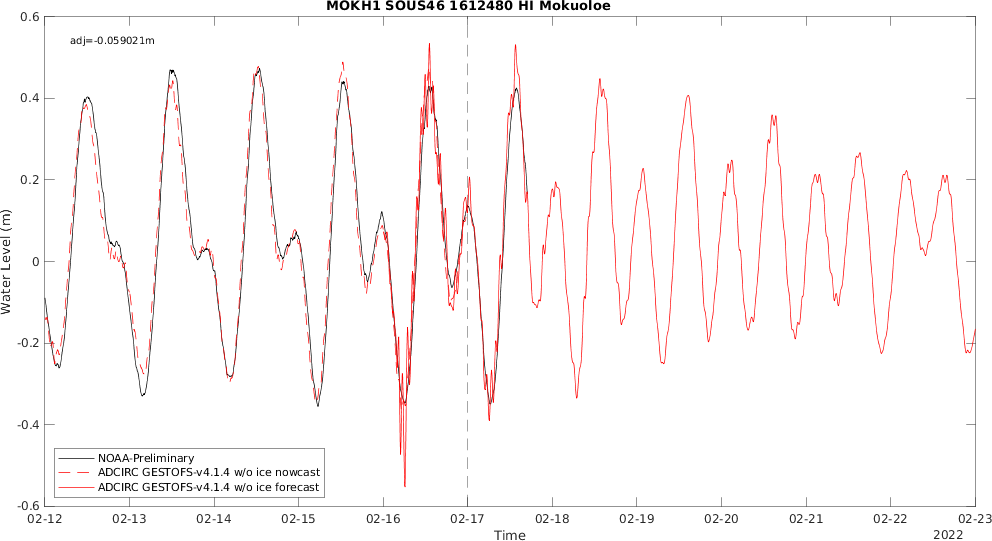 MOKH1 SOUS46 1612480 HI Mokuoloe
adj=-0.059021m
Water Level (m)
0.6
0.4
0.2
0
-0.2
-0.4
-0.6
NOAA-Preliminary
ADCIRC GESTOFS-v4.1.4 w/o ice nowcast
ADCIRC GESTOFS-v4.1.4 w/o ice forecast
02-12 02-13 02-14 02-15 02-16 02-17 02-18 02-19 02-20 02-21 02-22 02-23
Time
2022